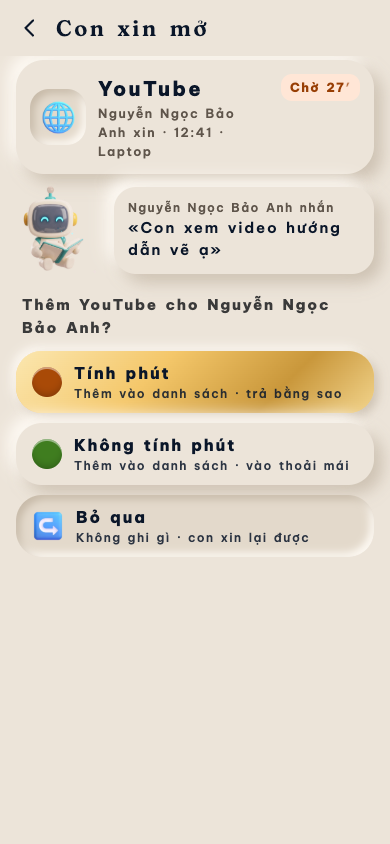 Con xin mở
YouTube
Chờ 27′
Nguyễn Ngọc Bảo
Anh xin · 12:41 ·
Laptop
Nguyễn Ngọc Bảo Anh nhắn
«Con xem video hướng
dẫn vẽ ạ»
Thêm YouTube cho Nguyễn Ngọc
Bảo Anh?
Tính phút
Thêm vào danh sách · trả bằng sao
Không tính phút
Thêm vào danh sách · vào thoải mái
Bỏ qua
Không ghi gì · con xin lại được